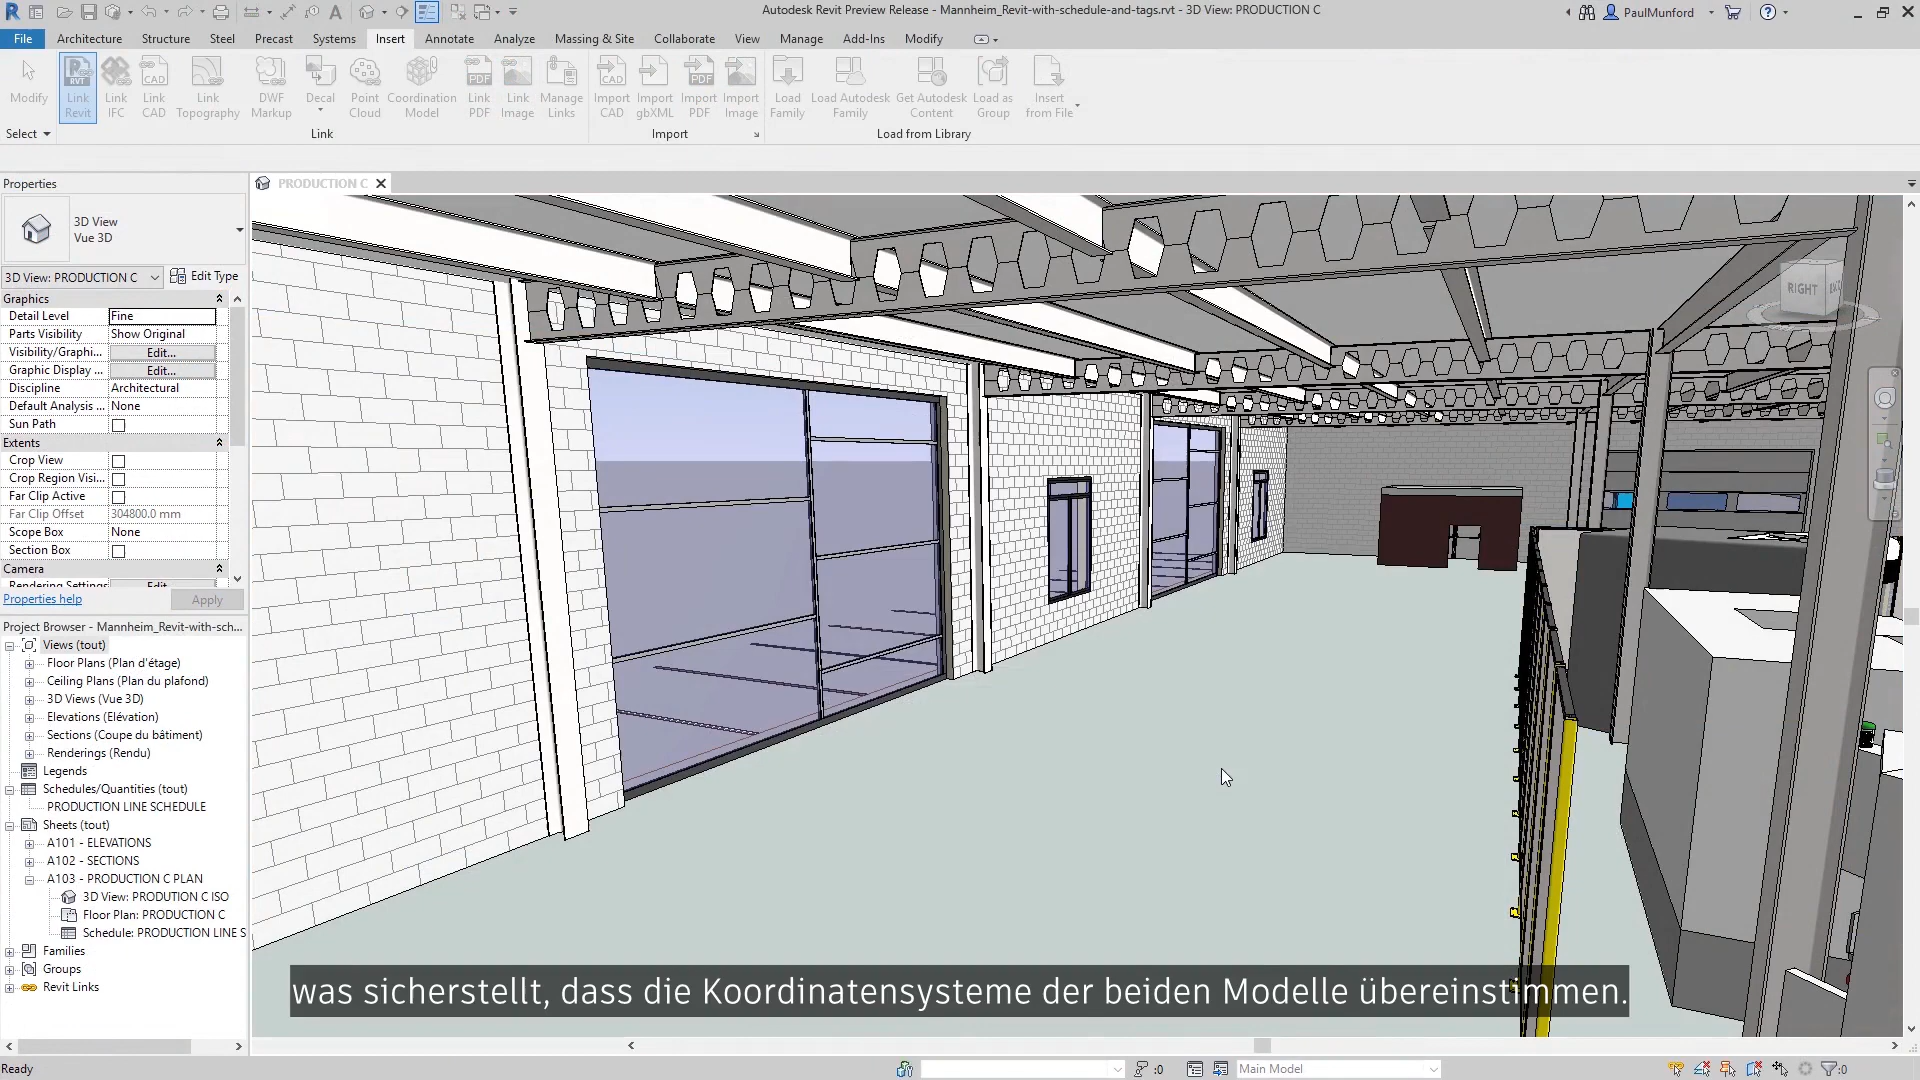 Autodesk Revit Preview Release - Mannheim_Revit-with-schedule-and-tags.rvt - 3D View: PRODUCTION C
PaulMunford
File Architecture Structure Steel Precast Systems Insert Annotate Analyze Massing & Site Collaborate View Manage Add-Ins Modify
Modify
Link Revit
Link IFC
Link CAD
Link Topography
DWF Markup
Decal
Point Cloud
Coordination Model
Link PDF
Link Image
Manage Links
Import CAD
Import gbXML
Import PDF
Import Image
Load Family
Load Autodesk Family
Get Autodesk Content
Load as Group
Insert from File
Select
Link
Import
Load from Library
Properties
PRODUCTION C
3D View
Vue 3D
3D View: PRODUCTION C
Edit Type
Graphics
Detail Level Fine
Parts Visibility Show Original
Visibility/Graphi... Edit...
Graphic Display ... Edit...
Discipline Architectural
Default Analysis ... None
Sun Path
Extents
Crop View
Crop Region Visi...
Far Clip Active
Far Clip Offset 304800.0 mm
Scope Box None
Section Box
Camera
Rendering Settings Edit...
Properties help
Apply
RIGHT
Project Browser - Mannheim_Revit-with-sch...
Views (tout)
Floor Plans (Plan d'étage)
Ceiling Plans (Plan du plafond)
3D Views (Vue 3D)
Elevations (Elévation)
Sections (Coupe du bâtiment)
Renderings (Rendu)
Legends
Schedules/Quantities (tout)
PRODUCTION LINE SCHEDULE
Sheets (tout)
A101 - ELEVATIONS
A102 - SECTIONS
A103 - PRODUCTION C PLAN
3D View: PRODUTION C ISO
Floor Plan: PRODUCTION C
Schedule: PRODUCTION LINE S
Families
Groups
Revit Links
was sicherstellt, dass die Koordinatensysteme der beiden Modelle übereinstimmen.
Ready
:0
Main Model
:0